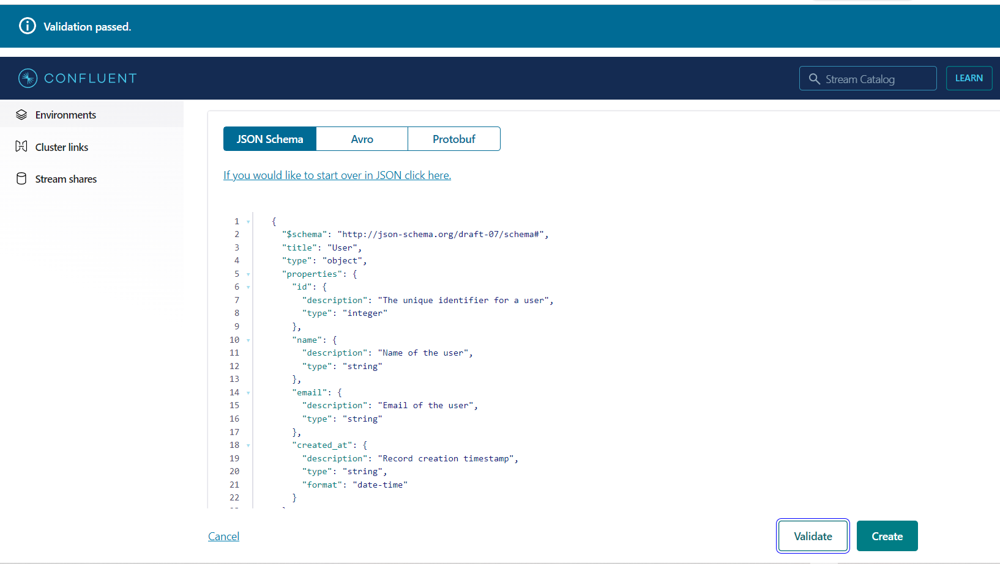 Validation passed.
CONFLUENT
Stream Catalog
LEARN
Environments
Cluster links
Stream shares
JSON Schema
Avro
Protobuf
If you would like to start over in JSON click here.
1 {
2 "$schema": "http://json-schema.org/draft-07/schema#",
3 "title": "User",
4 "type": "object",
5 "properties": {
6 "id": {
7 "description": "The unique identifier for a user",
8 "type": "integer"
9 },
10 "name": {
11 "description": "Name of the user",
12 "type": "string"
13 },
14 "email": {
15 "description": "Email of the user",
16 "type": "string"
17 },
18 "created_at": {
19 "description": "Record creation timestamp",
20 "type": "string",
21 "format": "date-time"
22 }
Cancel
Validate
Create